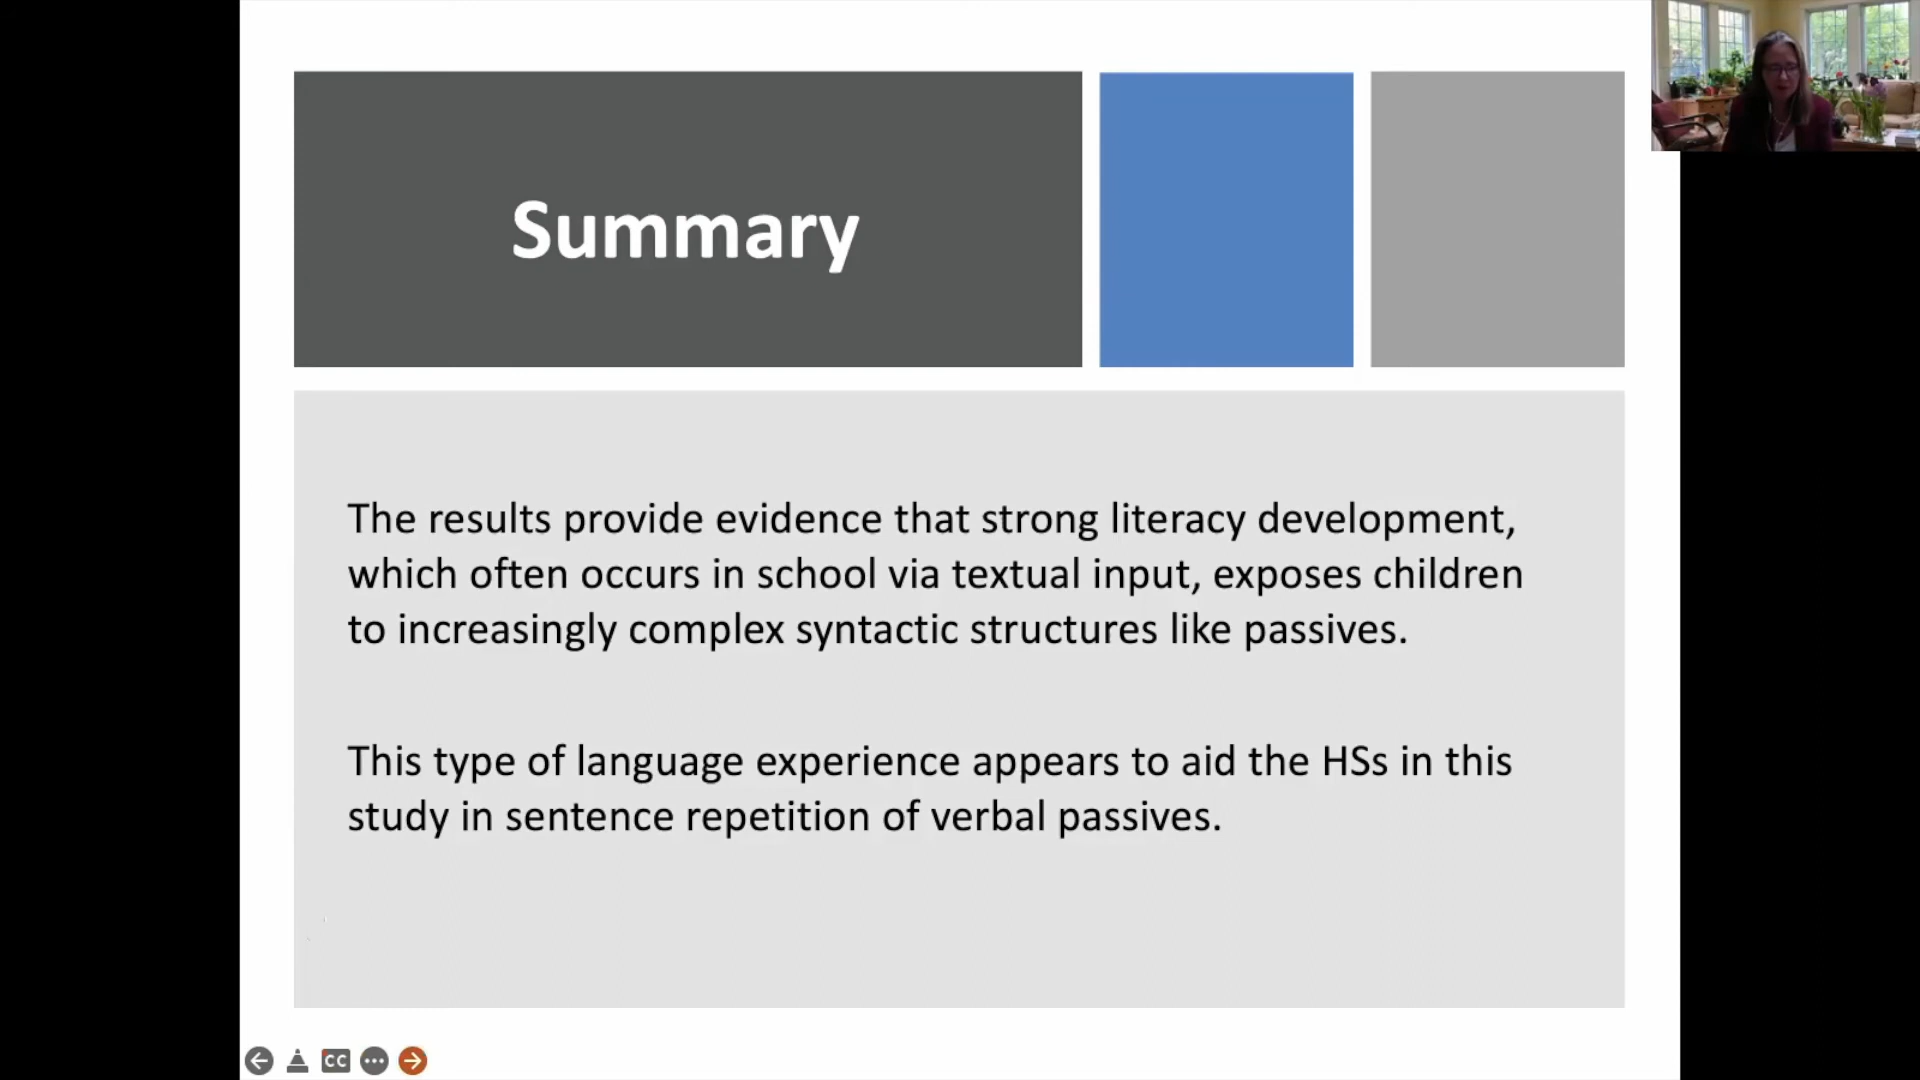 Summary
The results provide evidence that strong literacy development,
which often occurs in school via textual input, exposes children
to increasingly complex syntactic structures like passives.
This type of language experience appears to aid the HSs in this
study in sentence repetition of verbal passives.
CC